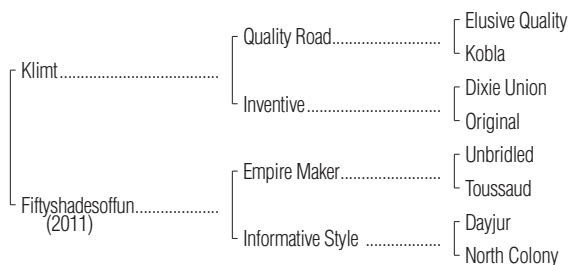 Elusive Quality
Quality Road
Kobla
Klimt
Dixie Union
Inventive
Original
Unbridled
Empire Maker
Toussaud
Fiftyshadesoffun
(2011)
Dayjur
Informative Style
North Colony